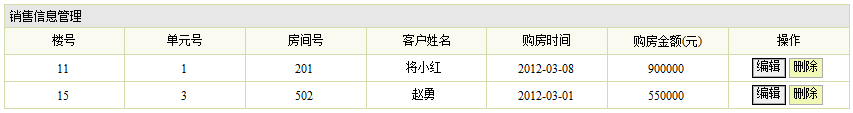 销售信息管理
楼号 单元号 房间号 客户姓名 购房时间 购房金额(元) 操作
11 1 201 将小红 2012-03-08 900000 编辑 删除
15 3 502 赵勇 2012-03-01 550000 编辑 删除